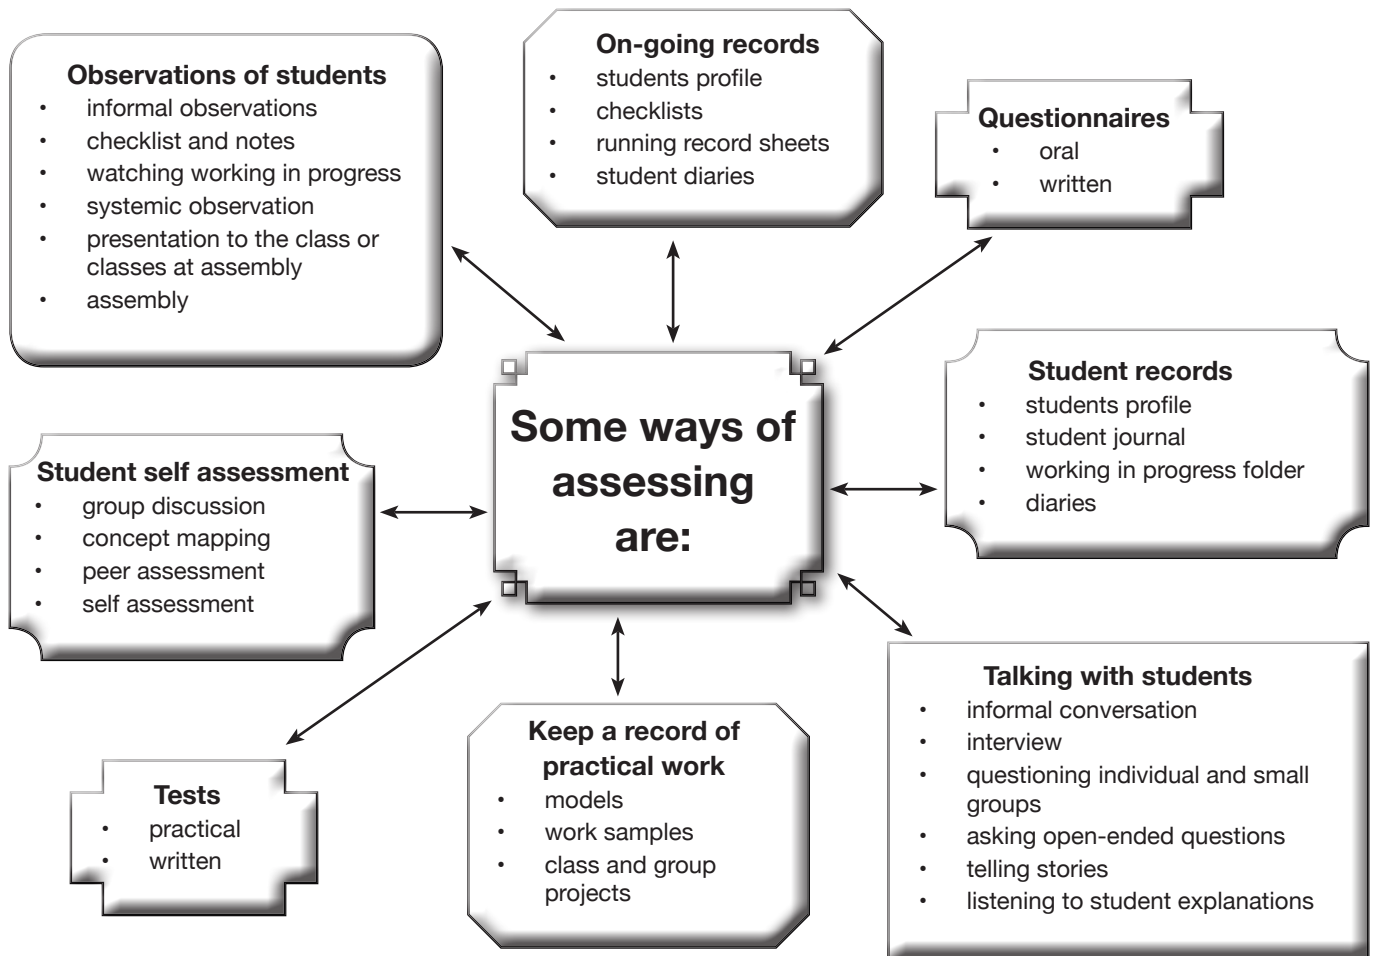 Observations of students
• informal observations
• checklist and notes
• watching working in progress
• systemic observation
• presentation to the class or
classes at assembly
• assembly
On-going records
• students profile
• checklists
• running record sheets
• student diaries
Questionnaires
• oral
• written
Some ways of
assessing
are:
Student records
• students profile
• student journal
• working in progress folder
• diaries
Student self assessment
• group discussion
• concept mapping
• peer assessment
• self assessment
Tests
• practical
• written
Keep a record of
practical work
• models
• work samples
• class and group
projects
Talking with students
• informal conversation
• interview
• questioning individual and small
groups
• asking open-ended questions
• telling stories
• listening to student explanations